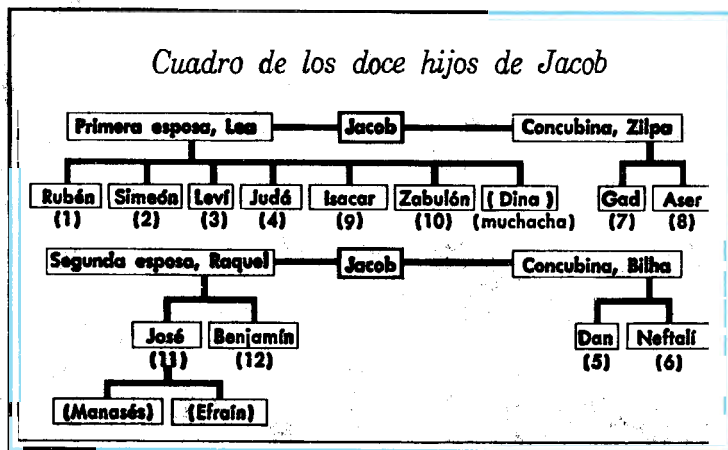 Cuadro de los doce hijos de Jacob
Primera esposa, Lea Jacob Concubina, Zilpa
Rubén Simeón Leví Judá Isacar Zabulón (Dina) Gad Aser
(1) (2) (3) (4) (9) (10) (muchacha) (7) (8)
Segunda esposa, Raquel Jacob Concubina, Bilha
José Benjamín Dan Neftalí
(11) (12) (5) (6)
(Manasés) (Efraín)